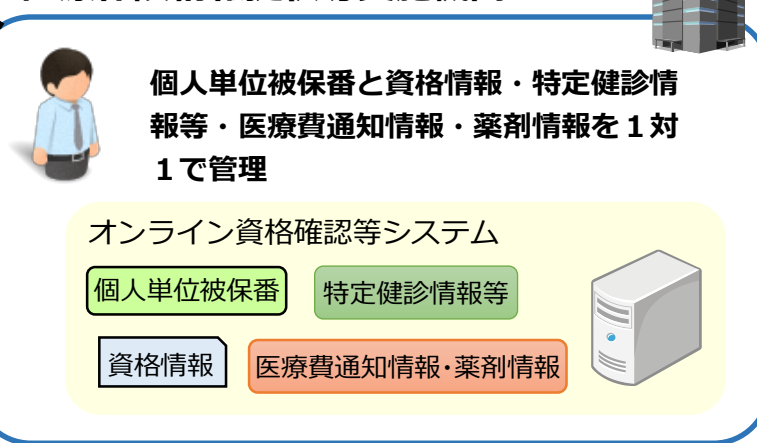 個人単位被保番と資格情報・特定健診情
報等・医療費通知情報・薬剤情報を１対
１で管理
オンライン資格確認等システム
個人単位被保番
特定健診情報等
資格情報
医療費通知情報･薬剤情報